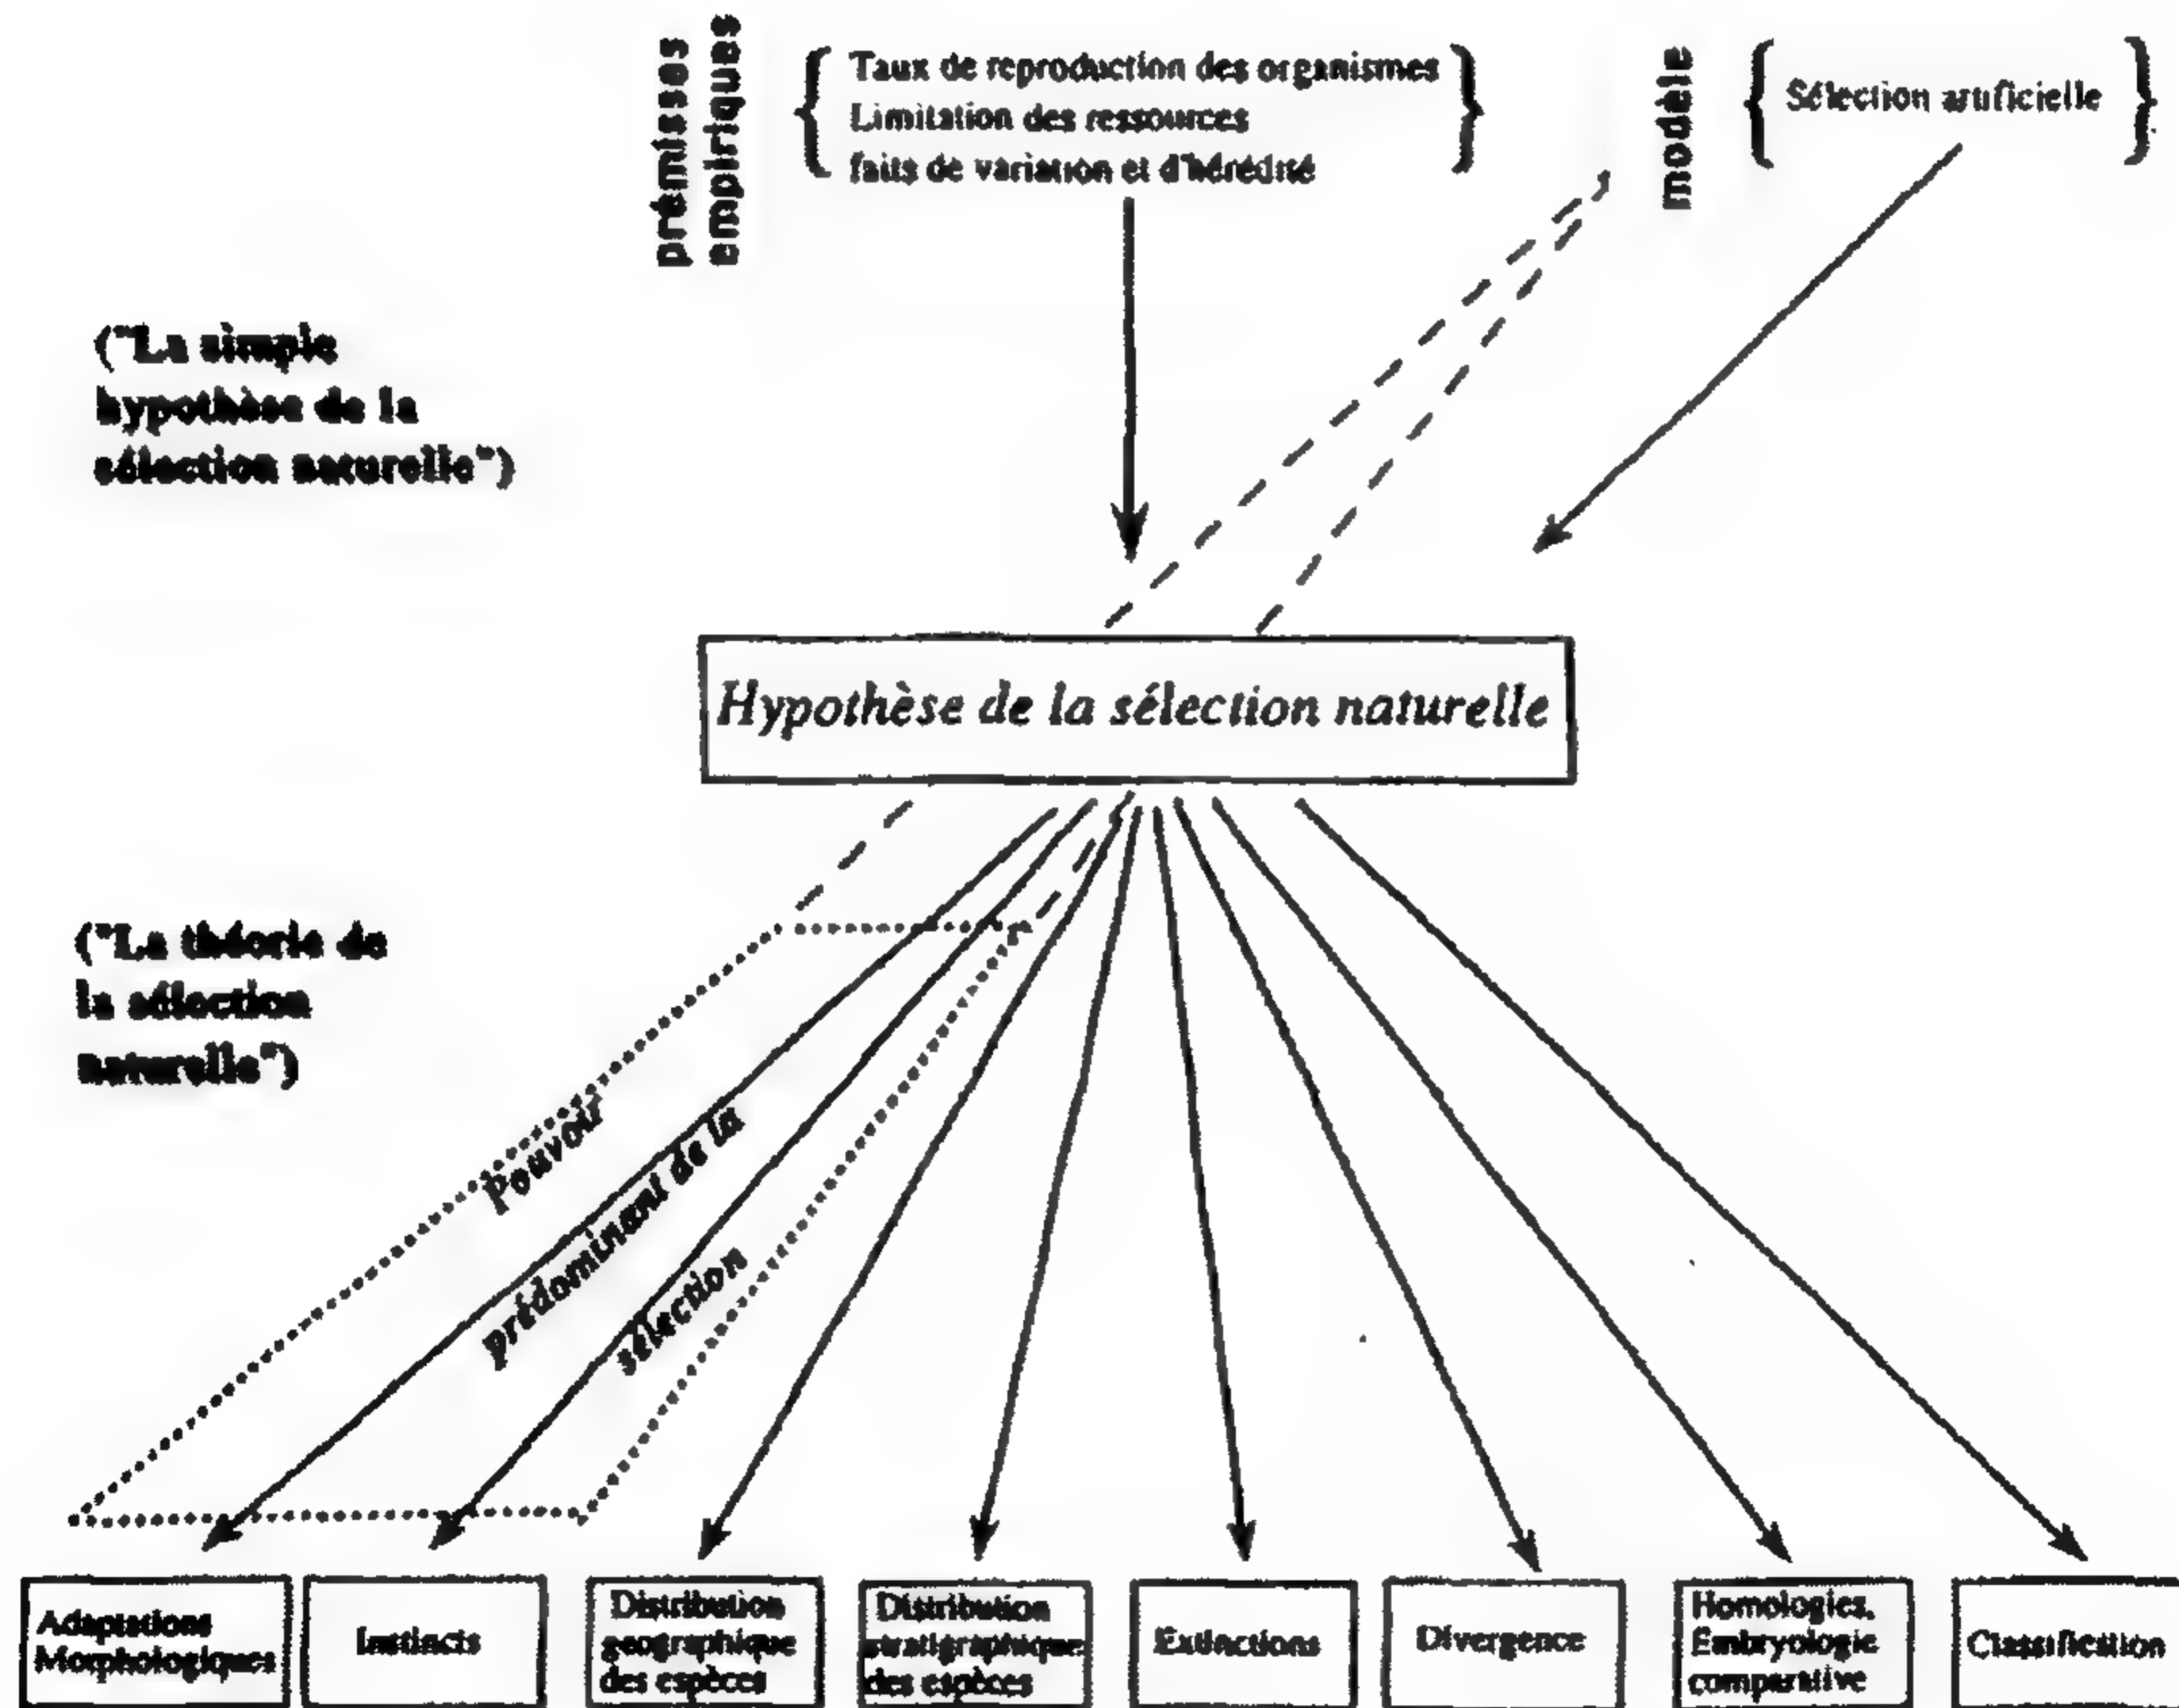 prémisses
empiriques
Taux de reproduction des organismes
Limitation des ressources
faits de variation et d'hérédité
modèle
Sélection artificielle
("La simple
hypothèse de la
sélection naturelle")
Hypothèse de la sélection naturelle
("La théorie de
la sélection
naturelle")
Pouvoir
prédominant de la
sélection
Adaptations
Morphologiques
Instincts
Distribution
geographique
des espèces
Distribution
stratigraphique
des espèces
Extinctions
Divergence
Homologies,
Embryologie
comparative
Classification